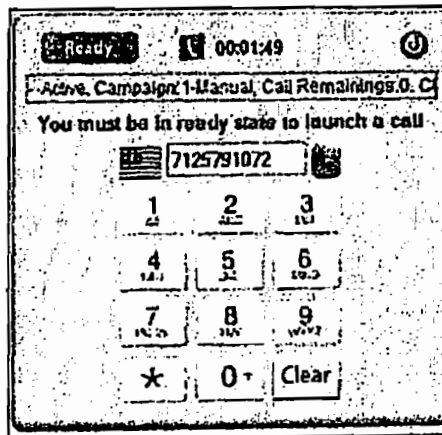 Ready 00:01:49
Active, Campaign 1-Manual, Call Remainings:0. C
You must be in ready state to launch a call
7125791072
1 2 3
4 5 6
7 8 9
* 0+ Clear